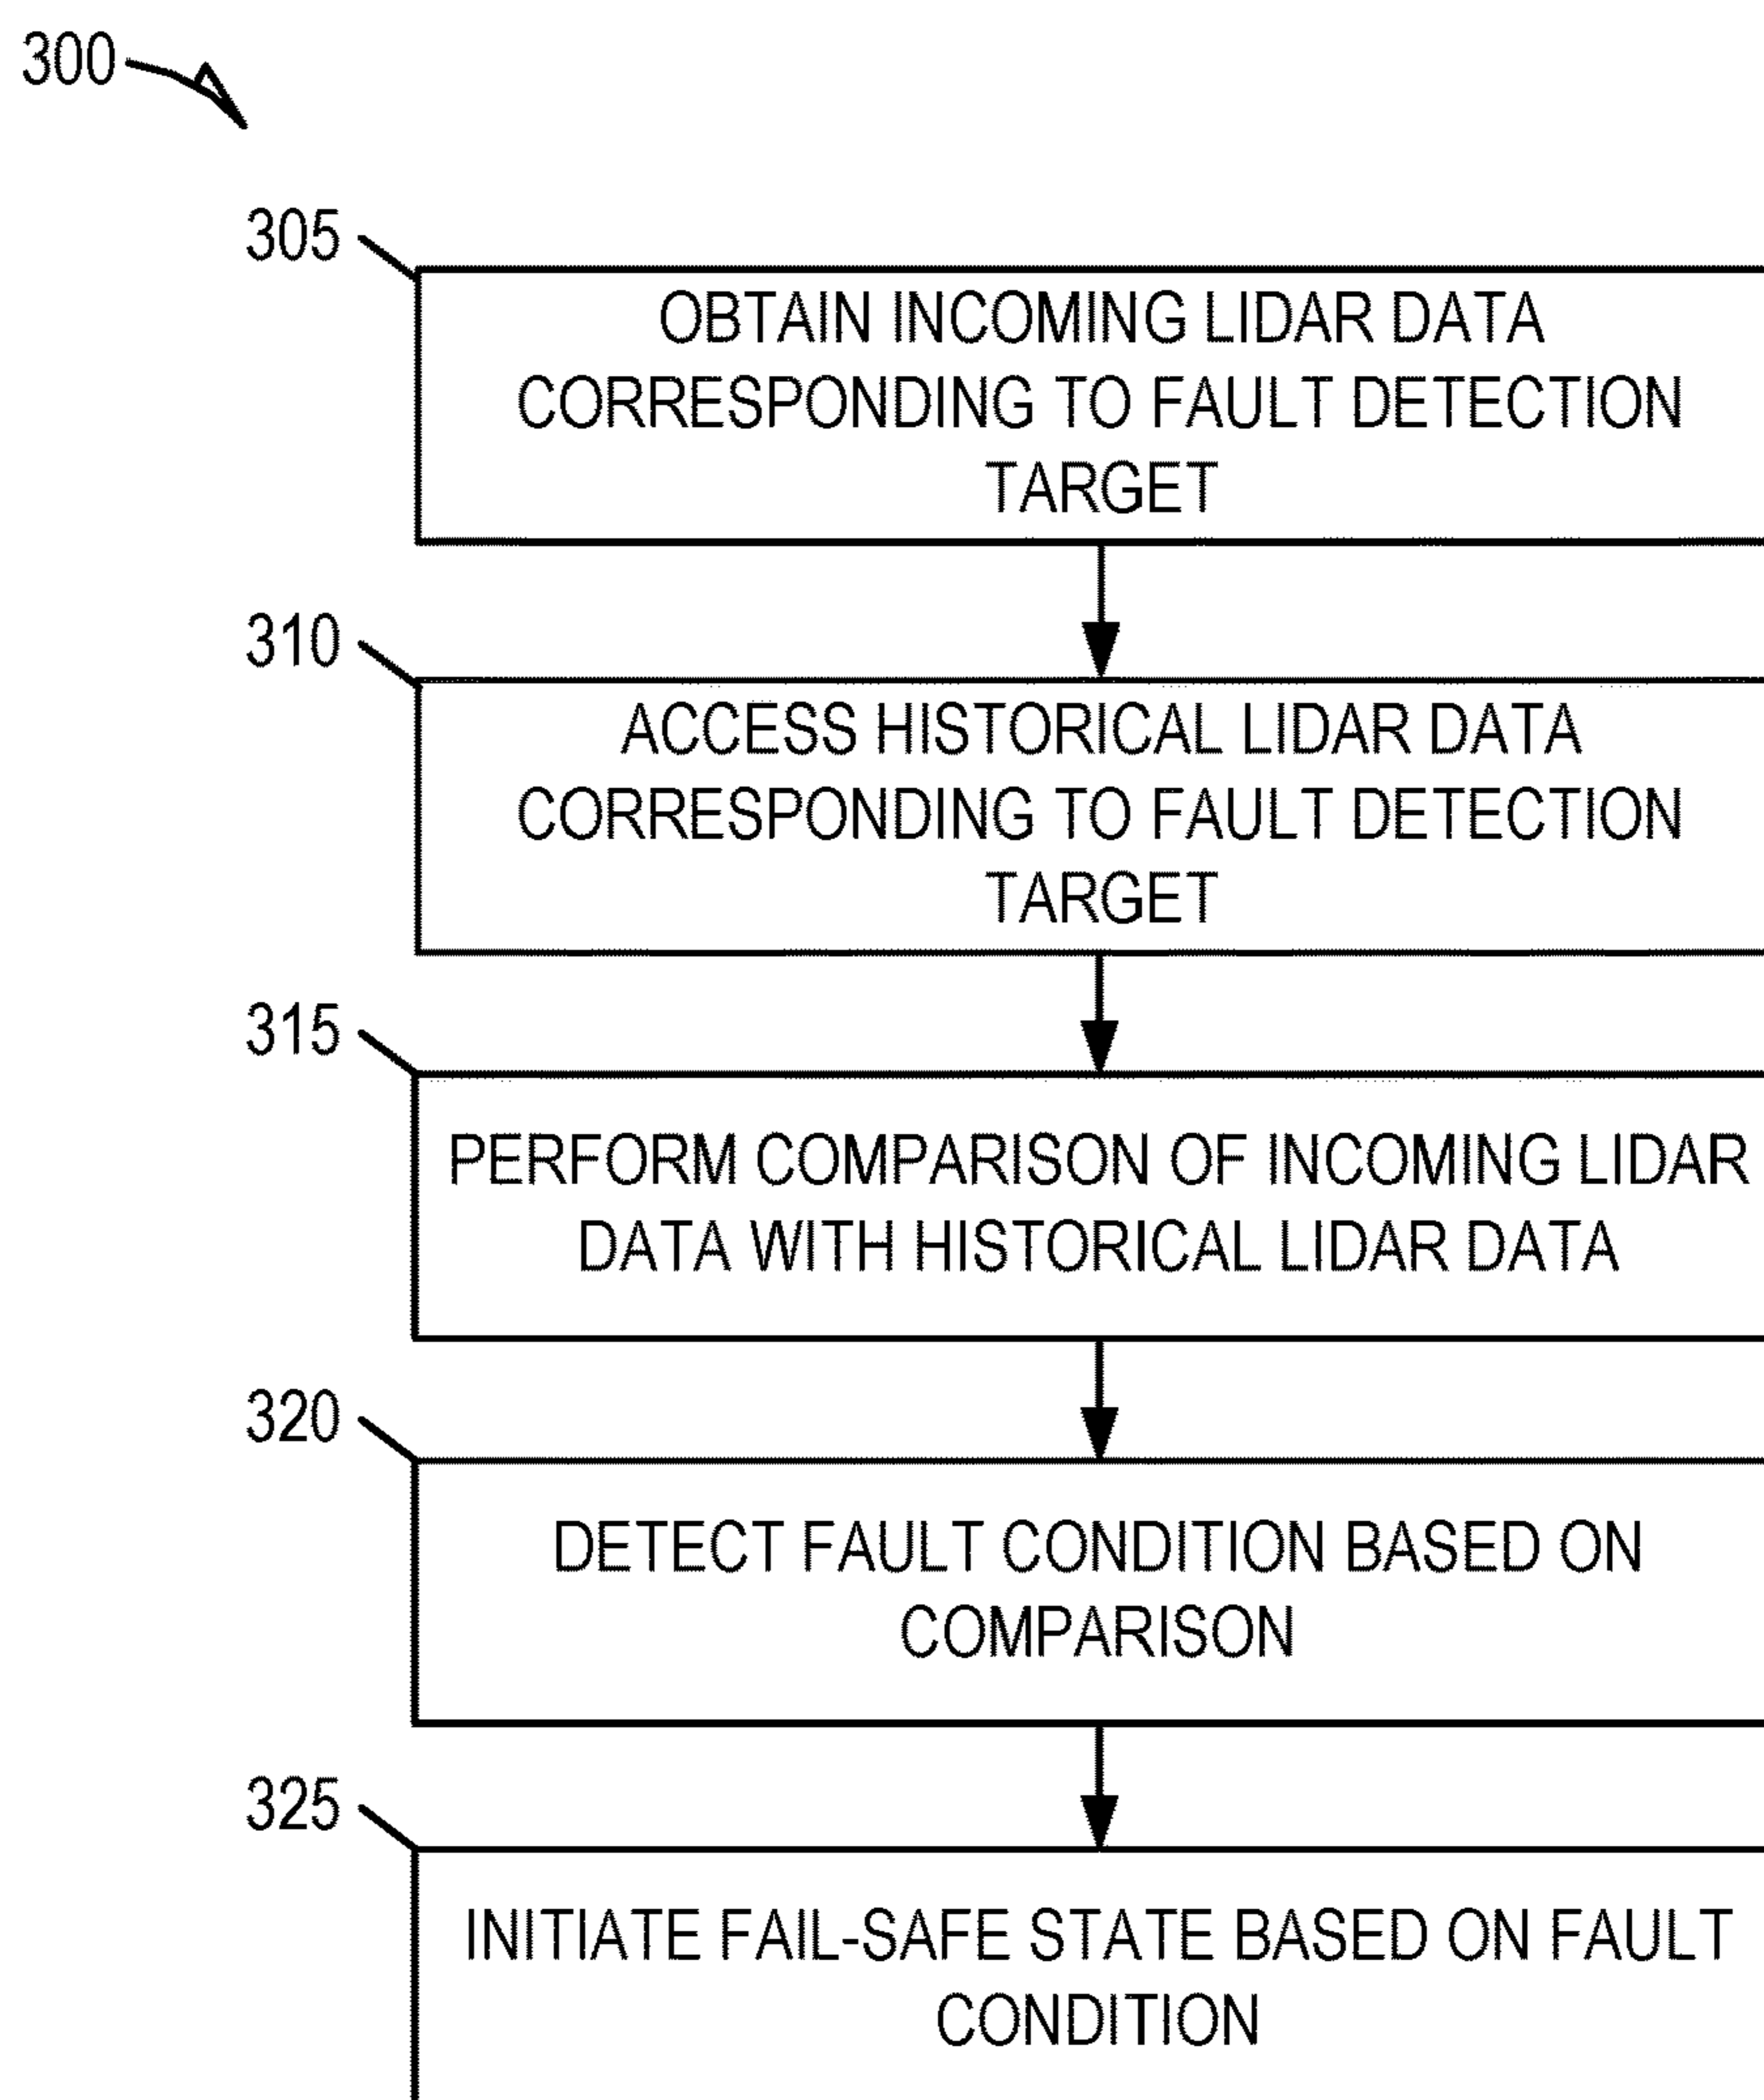 300
305
OBTAIN INCOMING LIDAR DATA
CORRESPONDING TO FAULT DETECTION
TARGET
310
ACCESS HISTORICAL LIDAR DATA
CORRESPONDING TO FAULT DETECTION
TARGET
315
PERFORM COMPARISON OF INCOMING LIDAR
DATA WITH HISTORICAL LIDAR DATA
320
DETECT FAULT CONDITION BASED ON
COMPARISON
325
INITIATE FAIL-SAFE STATE BASED ON FAULT
CONDITION